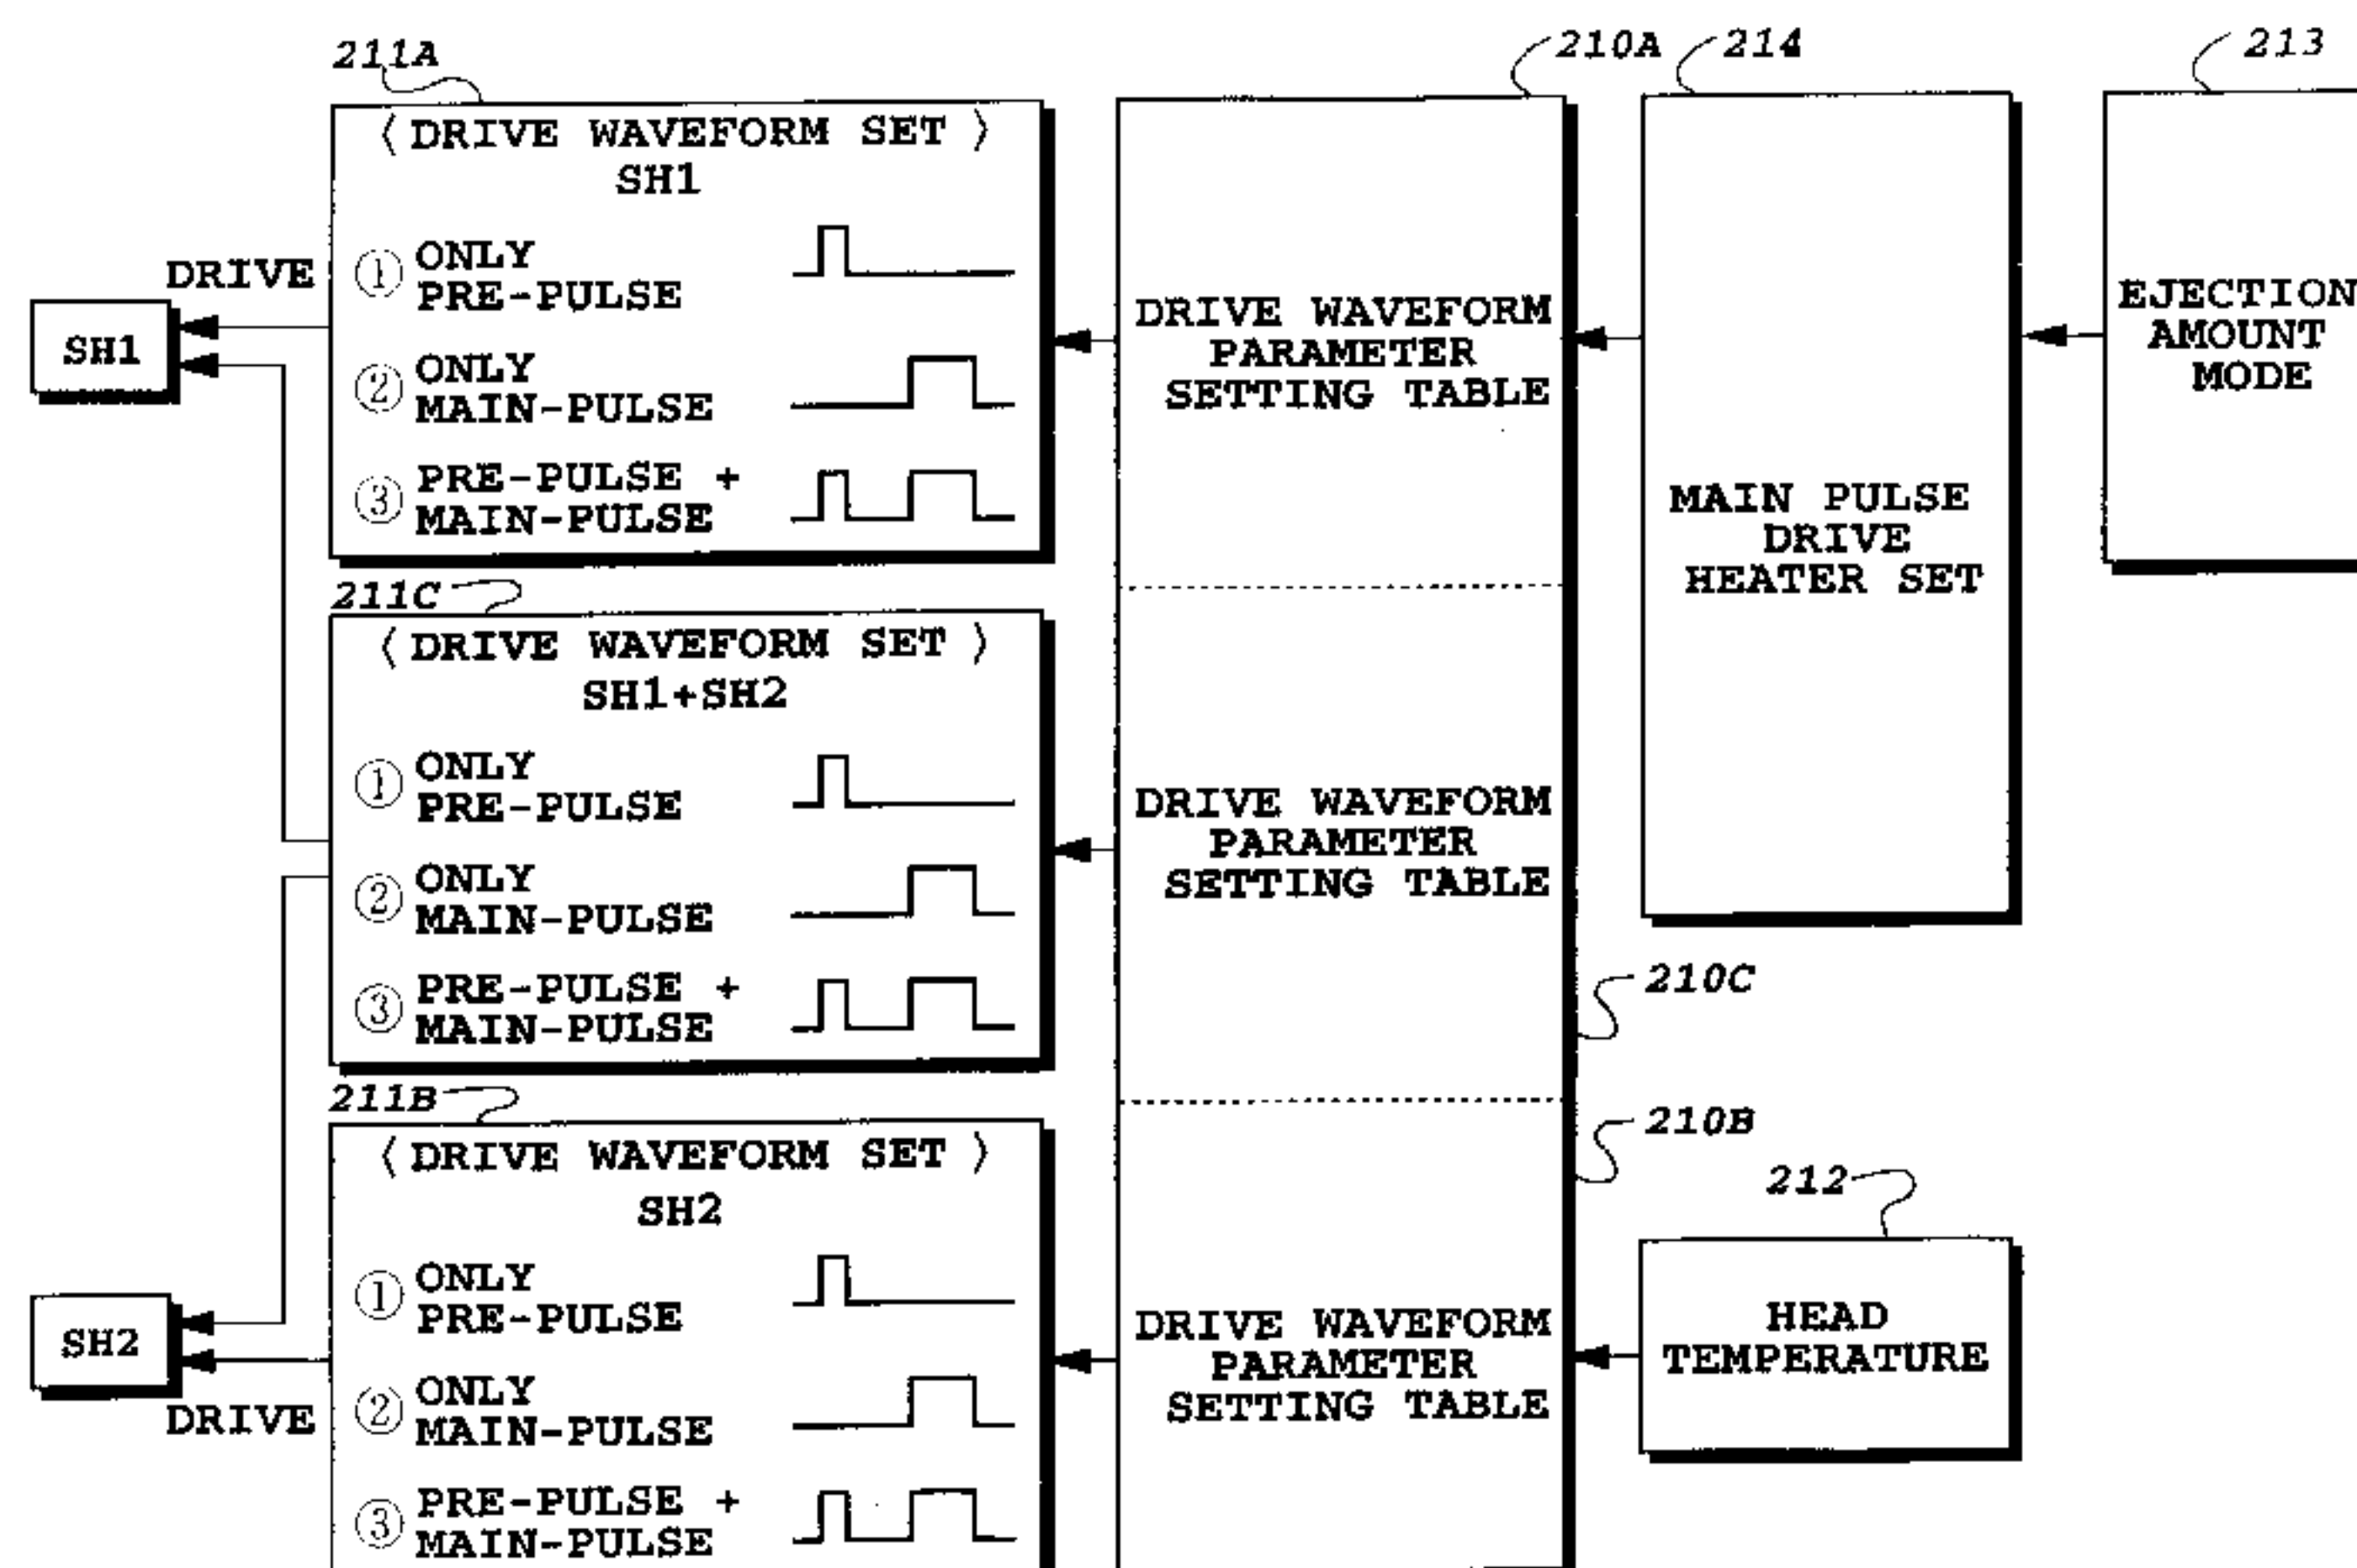 211A
210A
214
213
〈 DRIVE WAVEFORM SET 〉
SH1
① ONLY
PRE-PULSE
② ONLY
MAIN-PULSE
③ PRE-PULSE +
MAIN-PULSE
DRIVE
SH1
DRIVE WAVEFORM
PARAMETER
SETTING TABLE
MAIN PULSE
DRIVE
HEATER SET
EJECTION
AMOUNT
MODE
211C
〈 DRIVE WAVEFORM SET 〉
SH1+SH2
① ONLY
PRE-PULSE
② ONLY
MAIN-PULSE
③ PRE-PULSE +
MAIN-PULSE
DRIVE WAVEFORM
PARAMETER
SETTING TABLE
210C
211B
210B
〈 DRIVE WAVEFORM SET 〉
SH2
① ONLY
PRE-PULSE
② ONLY
MAIN-PULSE
③ PRE-PULSE +
MAIN-PULSE
SH2
DRIVE
DRIVE WAVEFORM
PARAMETER
SETTING TABLE
212
HEAD
TEMPERATURE